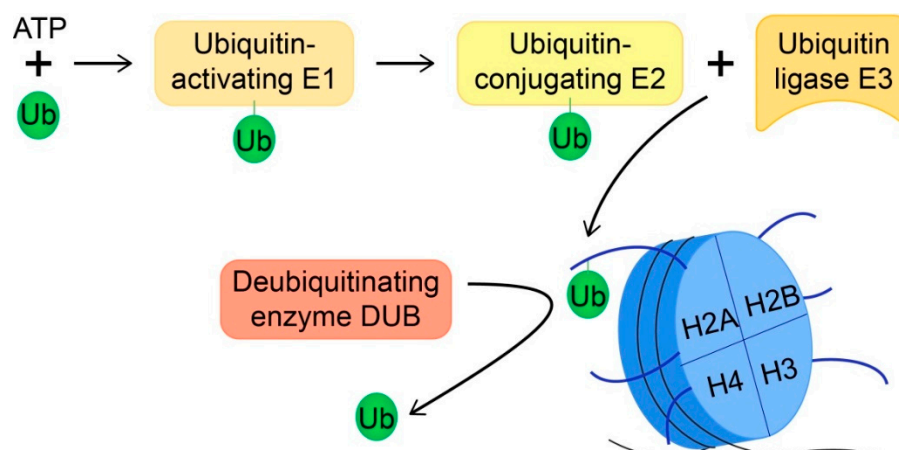 ATP
+
Ub
Ubiquitin-
activating E1
Ub
Ubiquitin-
conjugating E2
Ub
+
Ubiquitin
ligase E3
Deubiquitinating
enzyme DUB
Ub
Ub
H2A
H2B
H4
H3